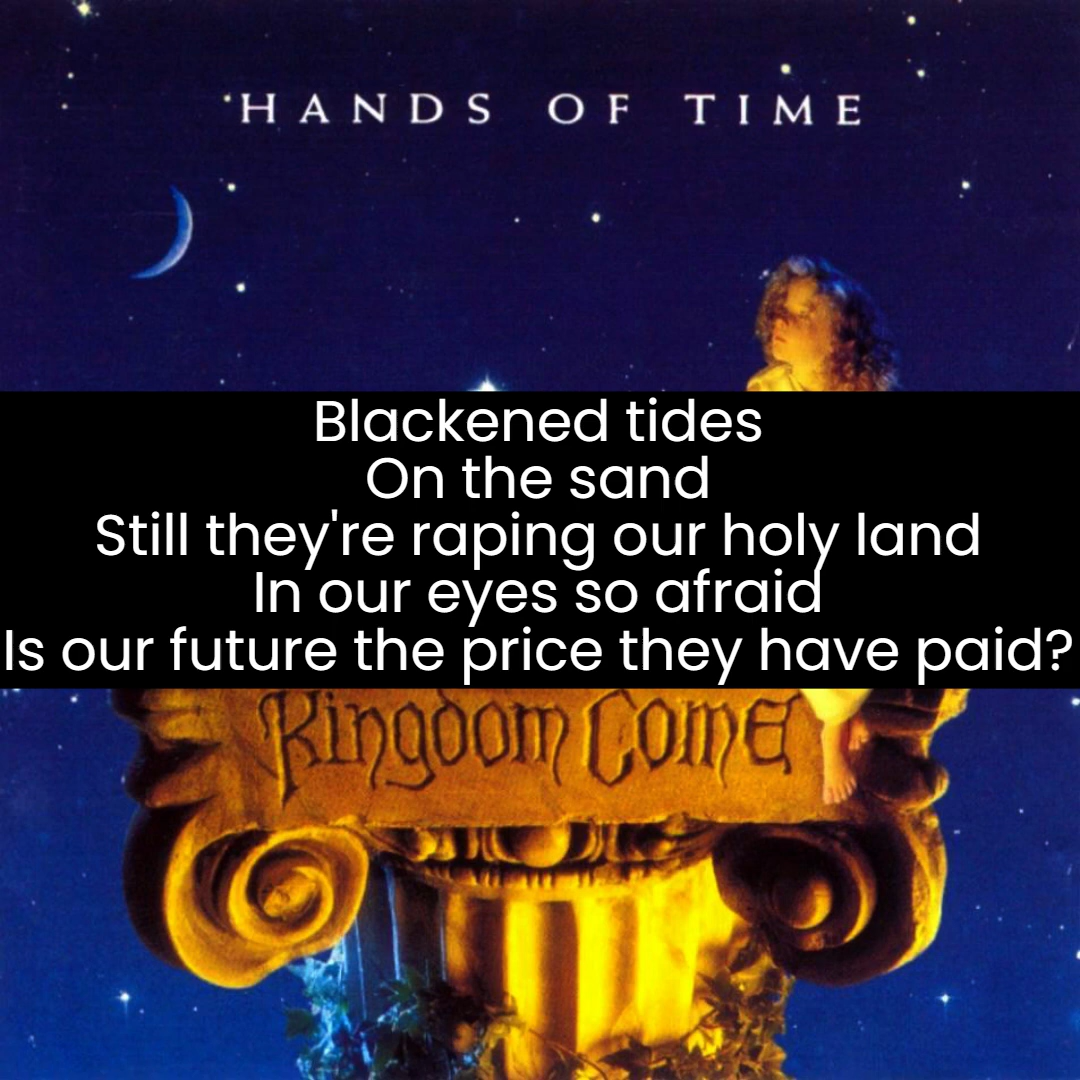 HANDS OF TIME
Blackened tides
On the sand
Still they're raping our holy land
In our eyes so afraid
Is our future the price they have paid?
Kingdom Come